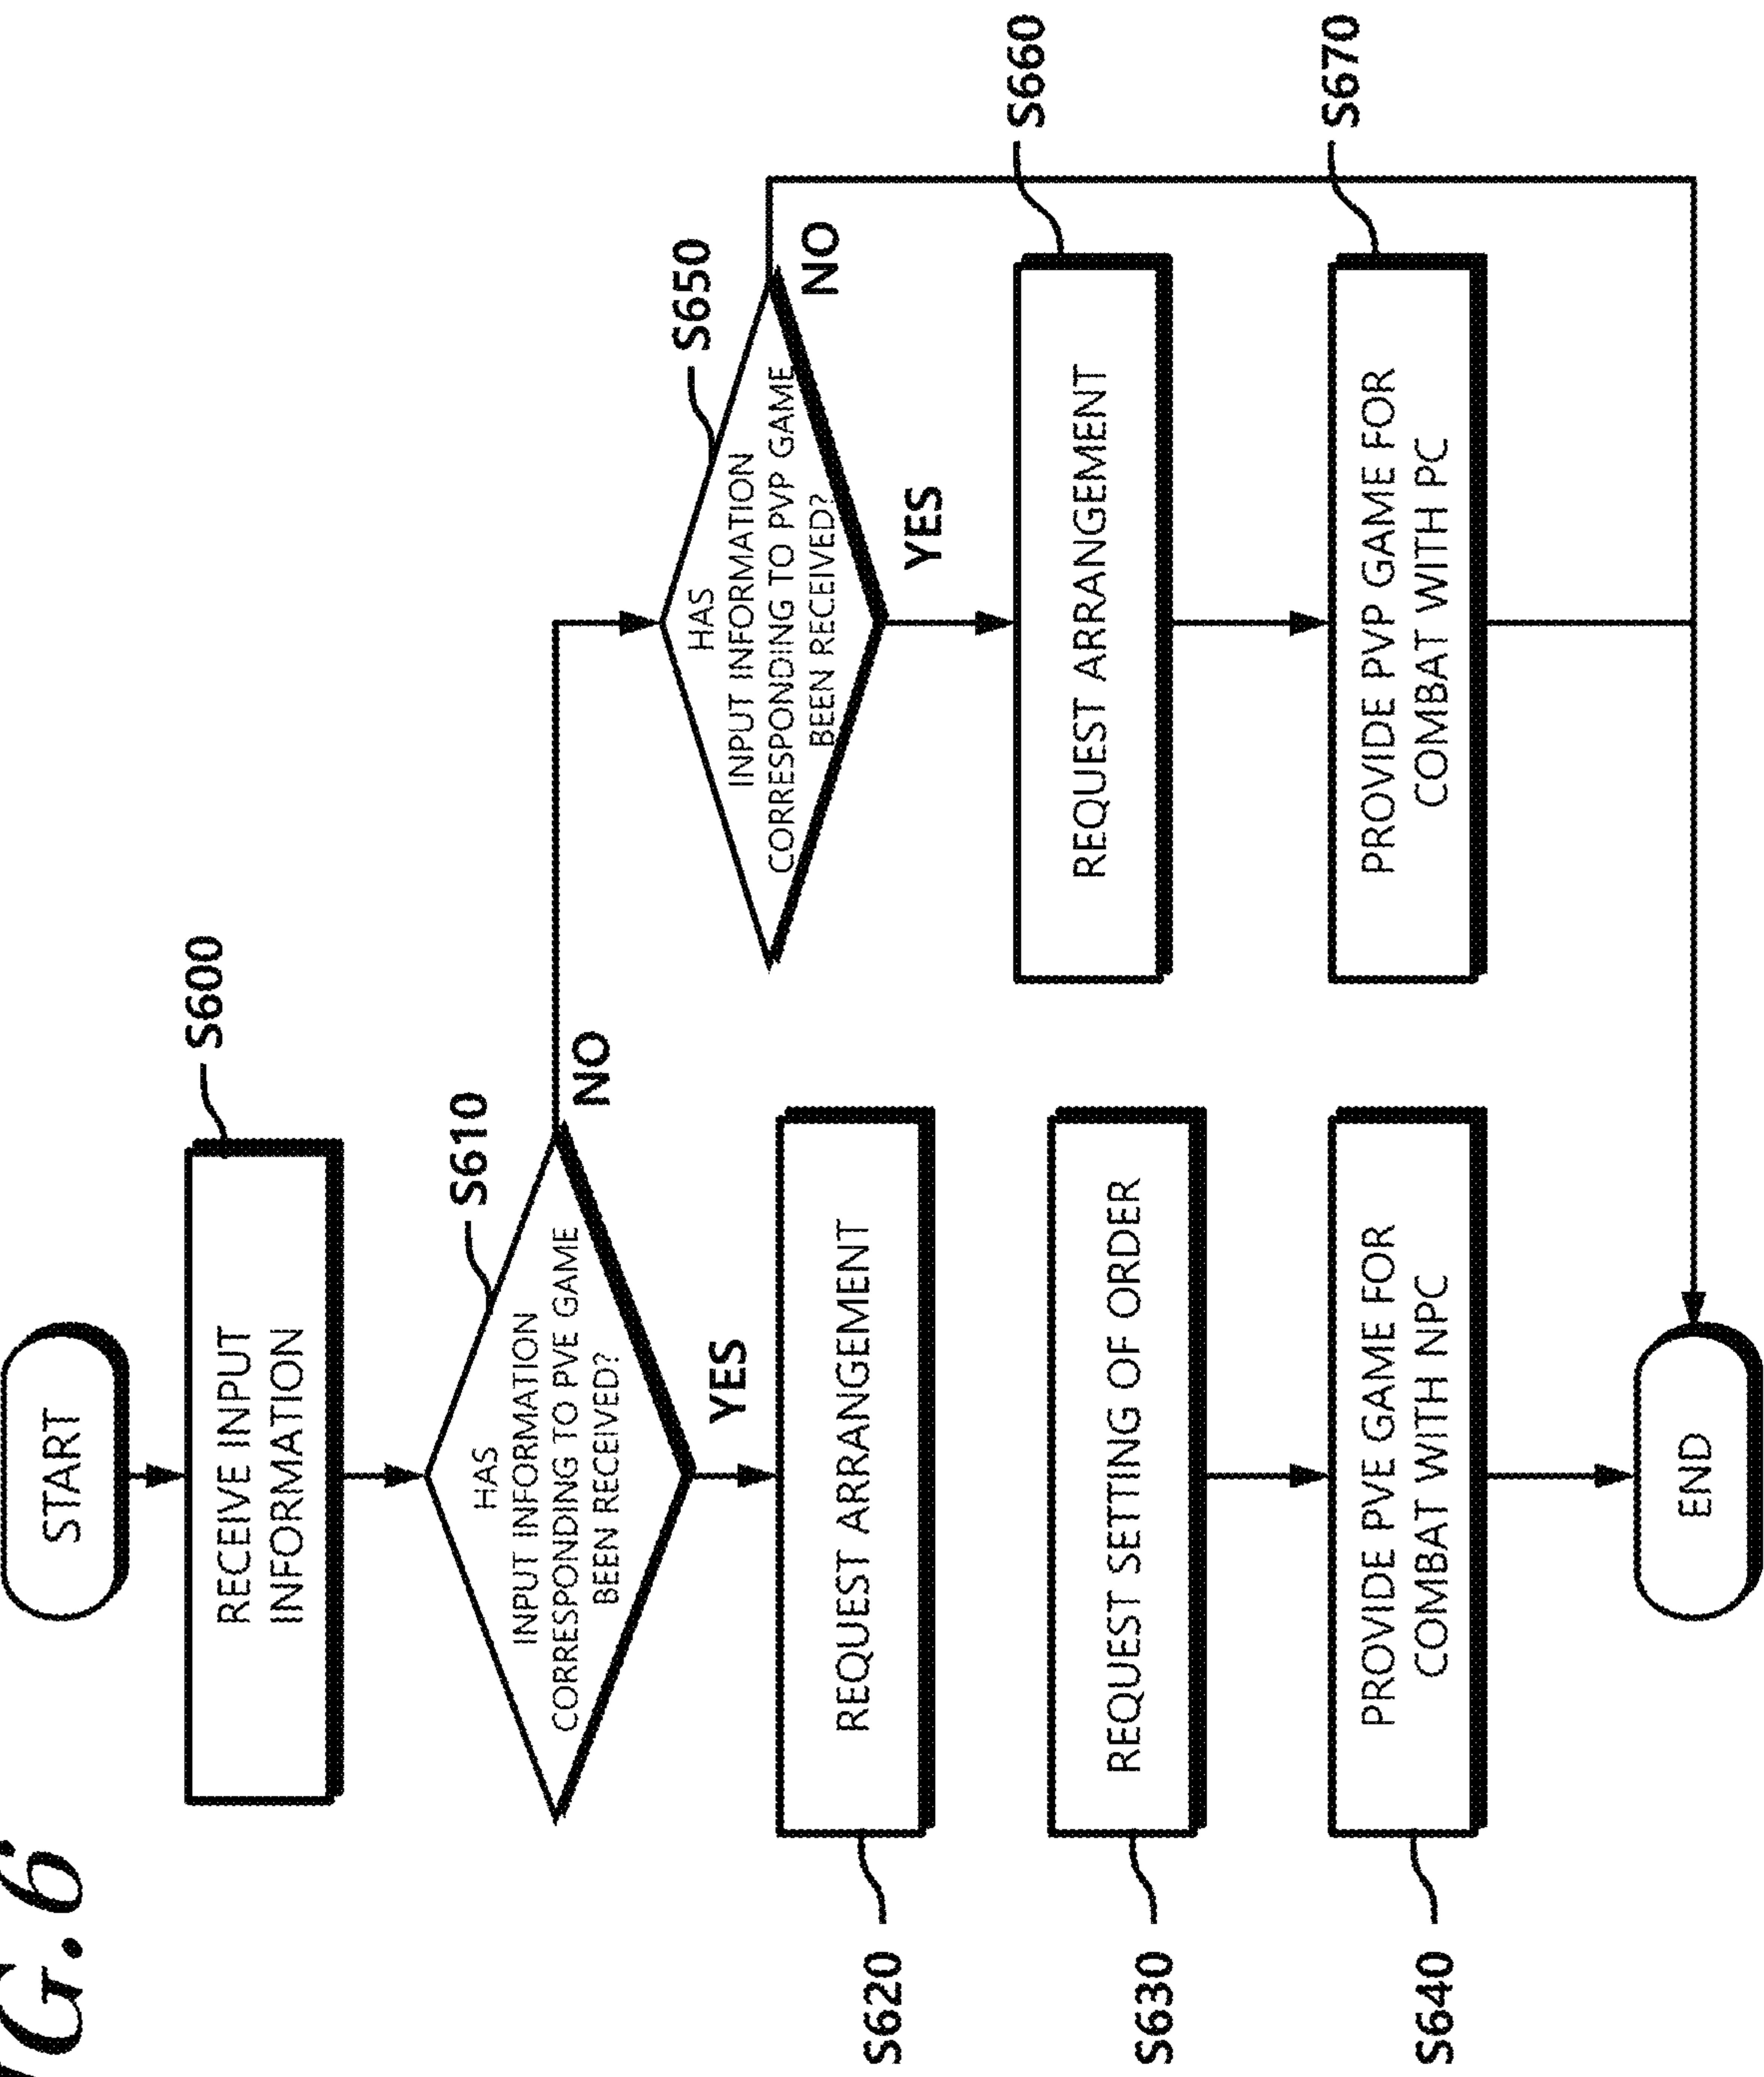 IG. 6
START
RECEIVE INPUT
INFORMATION
S600
HAS
INPUT INFORMATION
CORRESPONDING TO PVE GAME
BEEN RECEIVED?
S610
NO
YES
S620
REQUEST ARRANGEMENT
S630
REQUEST SETTING OF ORDER
S640
PROVIDE PVE GAME FOR
COMBAT WITH NPC
HAS
INPUT INFORMATION
CORRESPONDING TO PVP GAME
BEEN RECEIVED?
S650
NO
YES
REQUEST ARRANGEMENT
S660
PROVIDE PVP GAME FOR
COMBAT WITH PC
S670
END